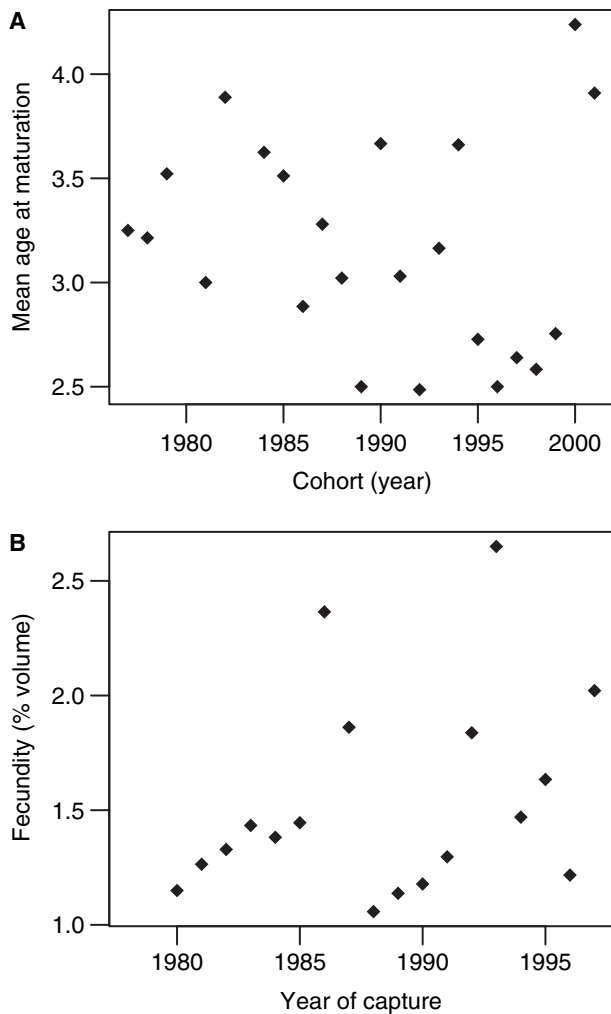 A
Mean age at maturation
4.0
3.5
3.0
2.5
1980 1985 1990 1995 2000
Cohort (year)
B
Fecundity (% volume)
2.5
2.0
1.5
1.0
1980 1985 1990 1995
Year of capture